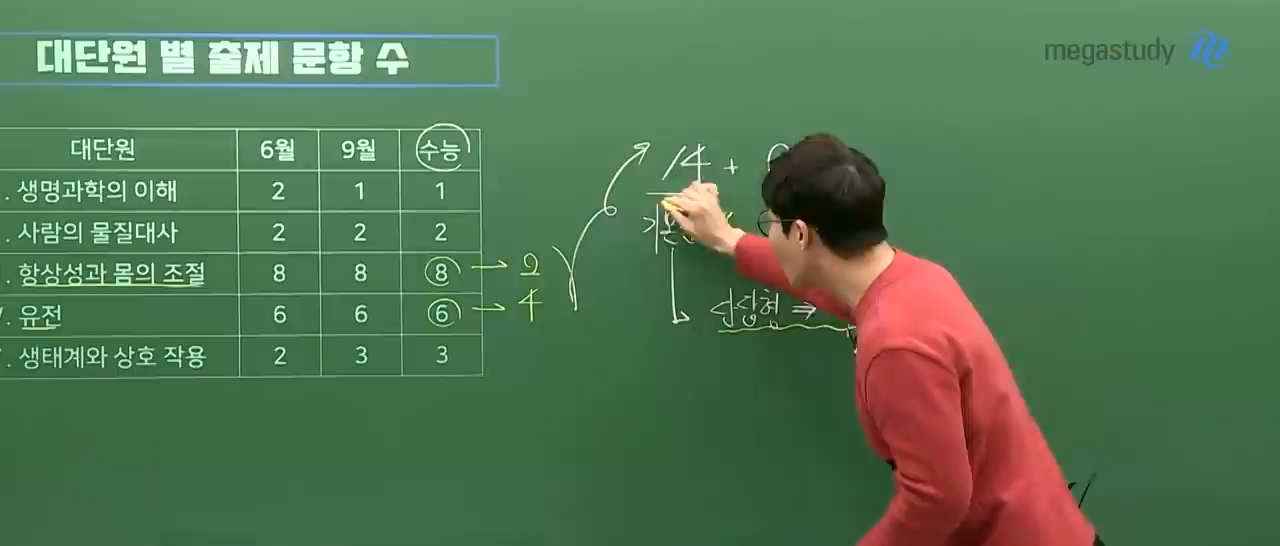 대단원 별 출제 문항 수
megastudy
대단원 6월 9월 수능
. 생명과학의 이해 2 1 1
. 사람의 물질대사 2 2 2
. 항상성과 몸의 조절 8 8 8 → 2
. 유전 6 6 6 → 4
. 생태계와 상호 작용 2 3 3
14 +
신장형 ⇒